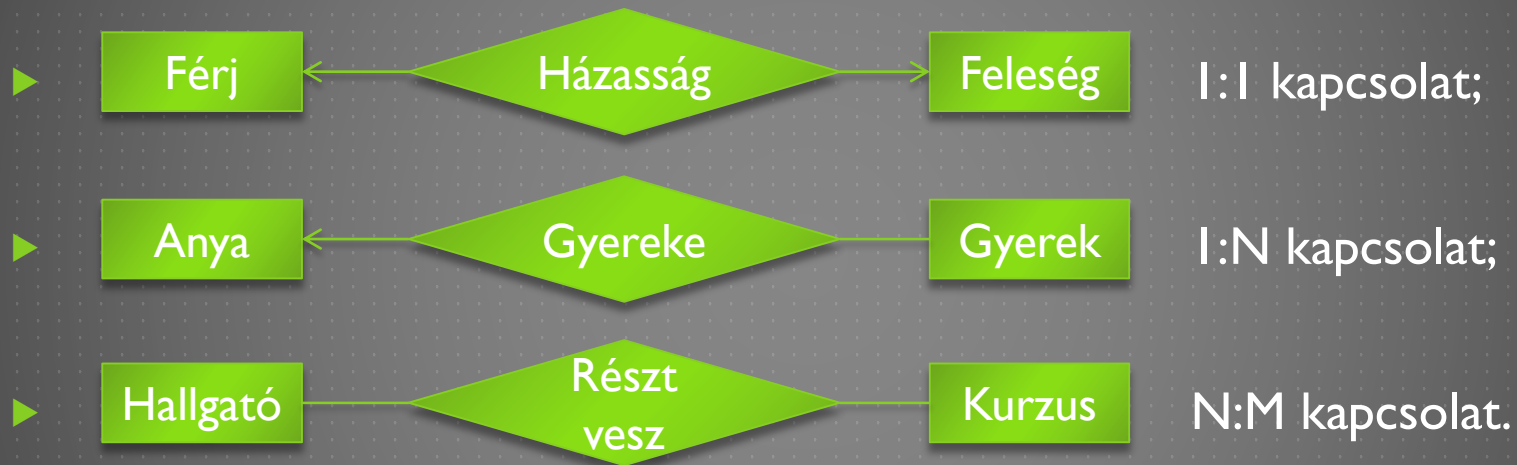 Férj Házasság Feleség 1:1 kapcsolat;
Anya Gyereke Gyerek 1:N kapcsolat;
Hallgató Részt vesz Kurzus N:M kapcsolat.